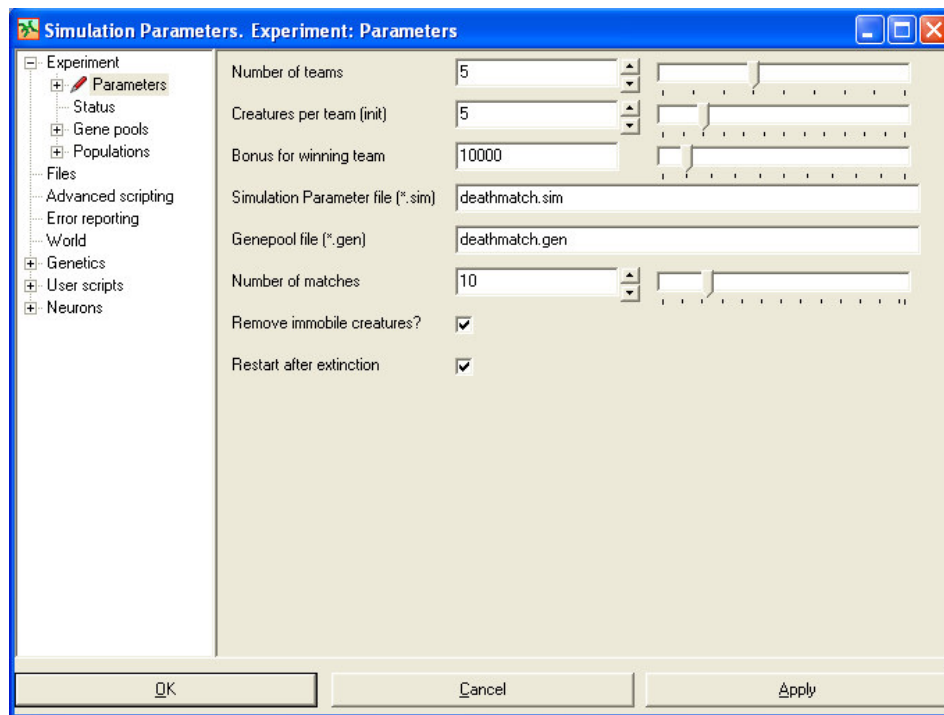 Simulation Parameters. Experiment: Parameters
Experiment
Parameters
Status
Gene pools
Populations
Files
Advanced scripting
Error reporting
World
Genetics
User scripts
Neurons
Number of teams 5
Creatures per team (init) 5
Bonus for winning team 10000
Simulation Parameter file (*.sim) deathmatch.sim
Genepool file (*.gen) deathmatch.gen
Number of matches 10
Remove immobile creatures?
Restart after extinction
OK Cancel Apply